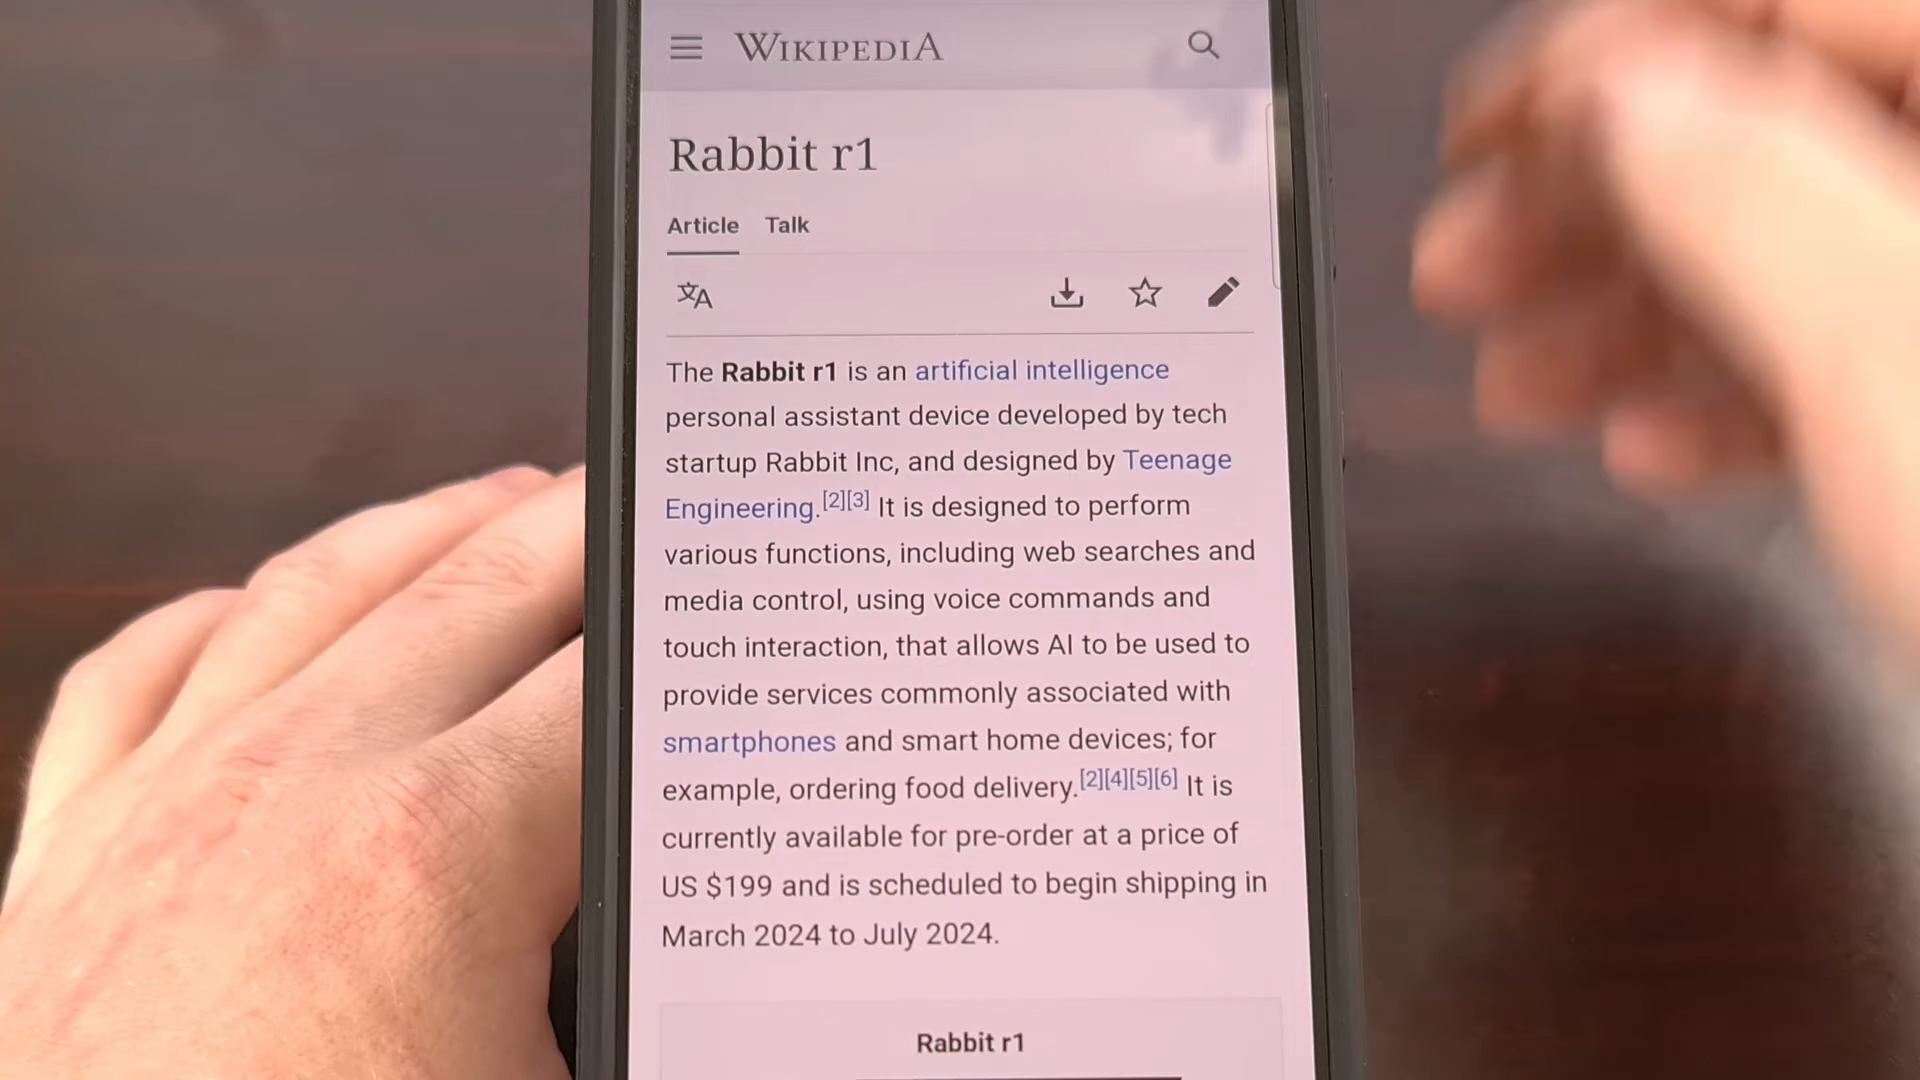 WIKIPEDIA
Rabbit r1
Article Talk
The Rabbit r1 is an artificial intelligence
personal assistant device developed by tech
startup Rabbit Inc, and designed by Teenage
Engineering.[2][3] It is designed to perform
various functions, including web searches and
media control, using voice commands and
touch interaction, that allows AI to be used to
provide services commonly associated with
smartphones and smart home devices; for
example, ordering food delivery.[2][4][5][6] It is
currently available for pre-order at a price of
US $199 and is scheduled to begin shipping in
March 2024 to July 2024.
Rabbit r1